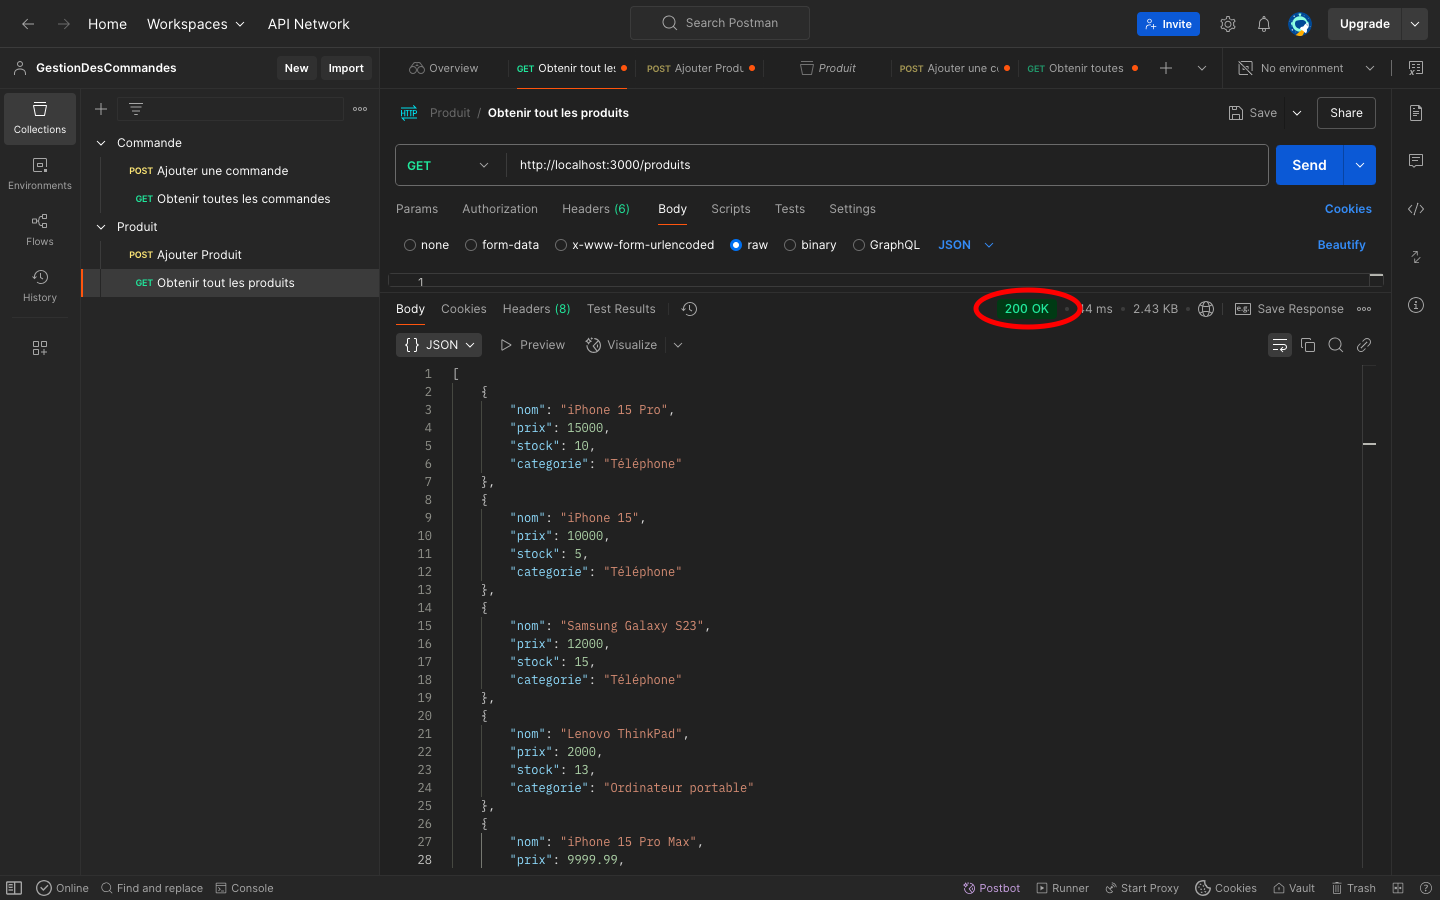 Home Workspaces API Network Search Postman Invite Upgrade
GestionDesCommandes New Import Overview GET Obtenir tout les POST Ajouter Produ Produit POST Ajouter une c GET Obtenir toutes No environment
HTTP Produit / Obtenir tout les produits Save Share
Collections
Commande
POST Ajouter une commande
GET Obtenir toutes les commandes
Produit
POST Ajouter Produit
GET Obtenir tout les produits
Environments
Flows
History
GET http://localhost:3000/produits Send
Params Authorization Headers (6) Body Scripts Tests Settings Cookies
none form-data x-www-form-urlencoded raw binary GraphQL JSON Beautify
1
Body Cookies Headers (8) Test Results 200 OK 44 ms 2.43 KB Save Response
{} JSON Preview Visualize
1 [
2 {
3 "nom": "iPhone 15 Pro",
4 "prix": 15000,
5 "stock": 10,
6 "categorie": "Téléphone"
7 },
8 {
9 "nom": "iPhone 15",
10 "prix": 10000,
11 "stock": 5,
12 "categorie": "Téléphone"
13 },
14 {
15 "nom": "Samsung Galaxy S23",
16 "prix": 12000,
17 "stock": 15,
18 "categorie": "Téléphone"
19 },
20 {
21 "nom": "Lenovo ThinkPad",
22 "prix": 2000,
23 "stock": 13,
24 "categorie": "Ordinateur portable"
25 },
26 {
27 "nom": "iPhone 15 Pro Max",
28 "prix": 9999.99,
Online Find and replace Console Postbot Runner Start Proxy Cookies Vault Trash